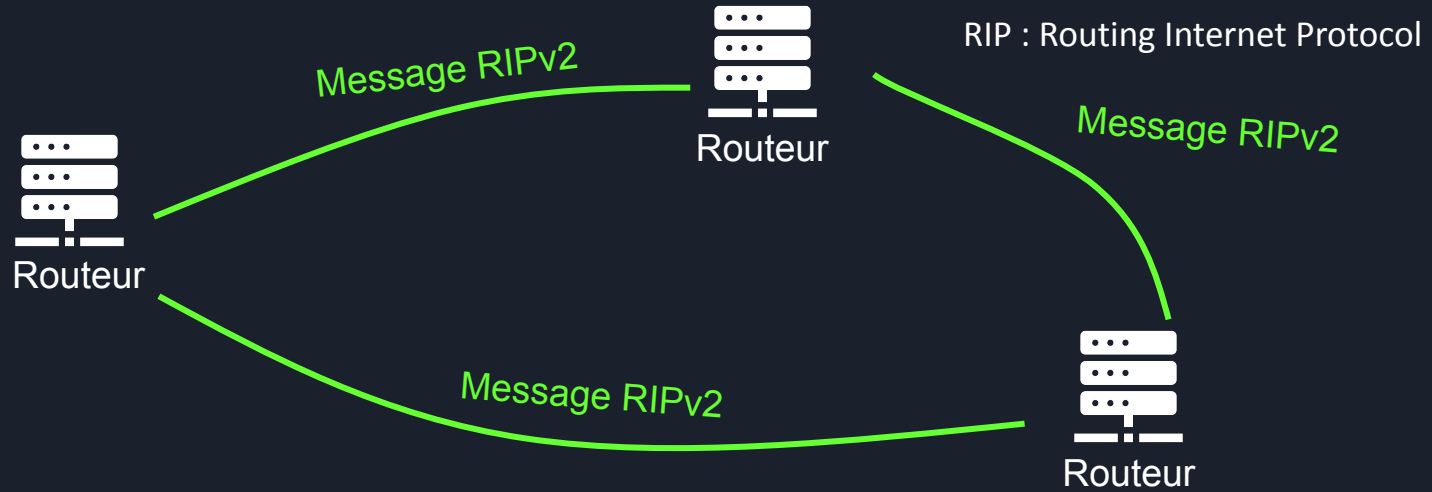 RIP : Routing Internet Protocol
Message RIPv2
Routeur
Message RIPv2
Routeur
Message RIPv2
Routeur